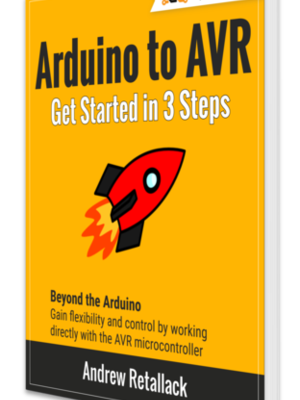 Arduino to AVR
Get Started in 3 Steps
Beyond the Arduino
Gain flexibility and control by working
directly with the AVR microcontroller
Andrew Retallack